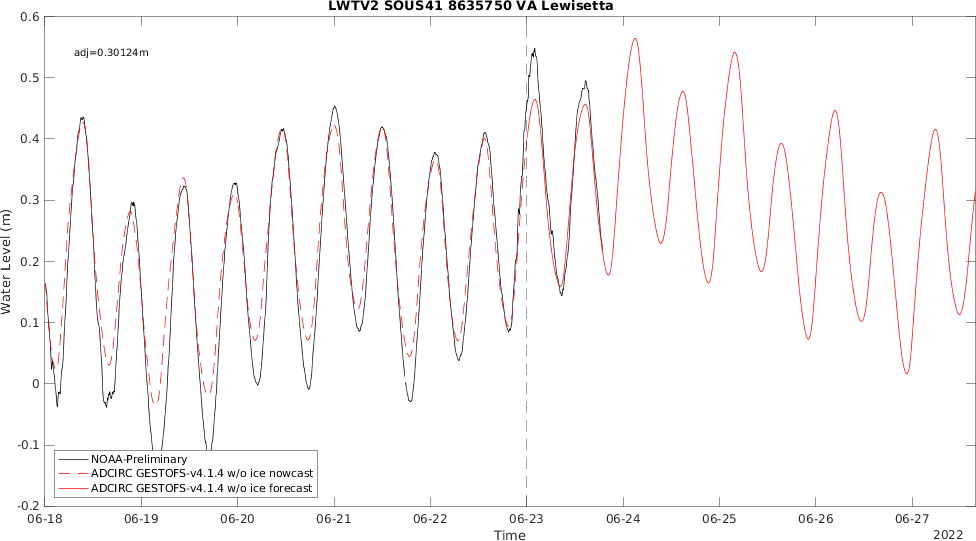 LWTV2 SOUS41 8635750 VA Lewisetta
adj=0.30124m
Water Level (m)
0.6
0.5
0.4
0.3
0.2
0.1
0
-0.1
-0.2
NOAA-Preliminary
ADCIRC GESTOFS-v4.1.4 w/o ice nowcast
ADCIRC GESTOFS-v4.1.4 w/o ice forecast
06-18 06-19 06-20 06-21 06-22 06-23 06-24 06-25 06-26 06-27
Time
2022